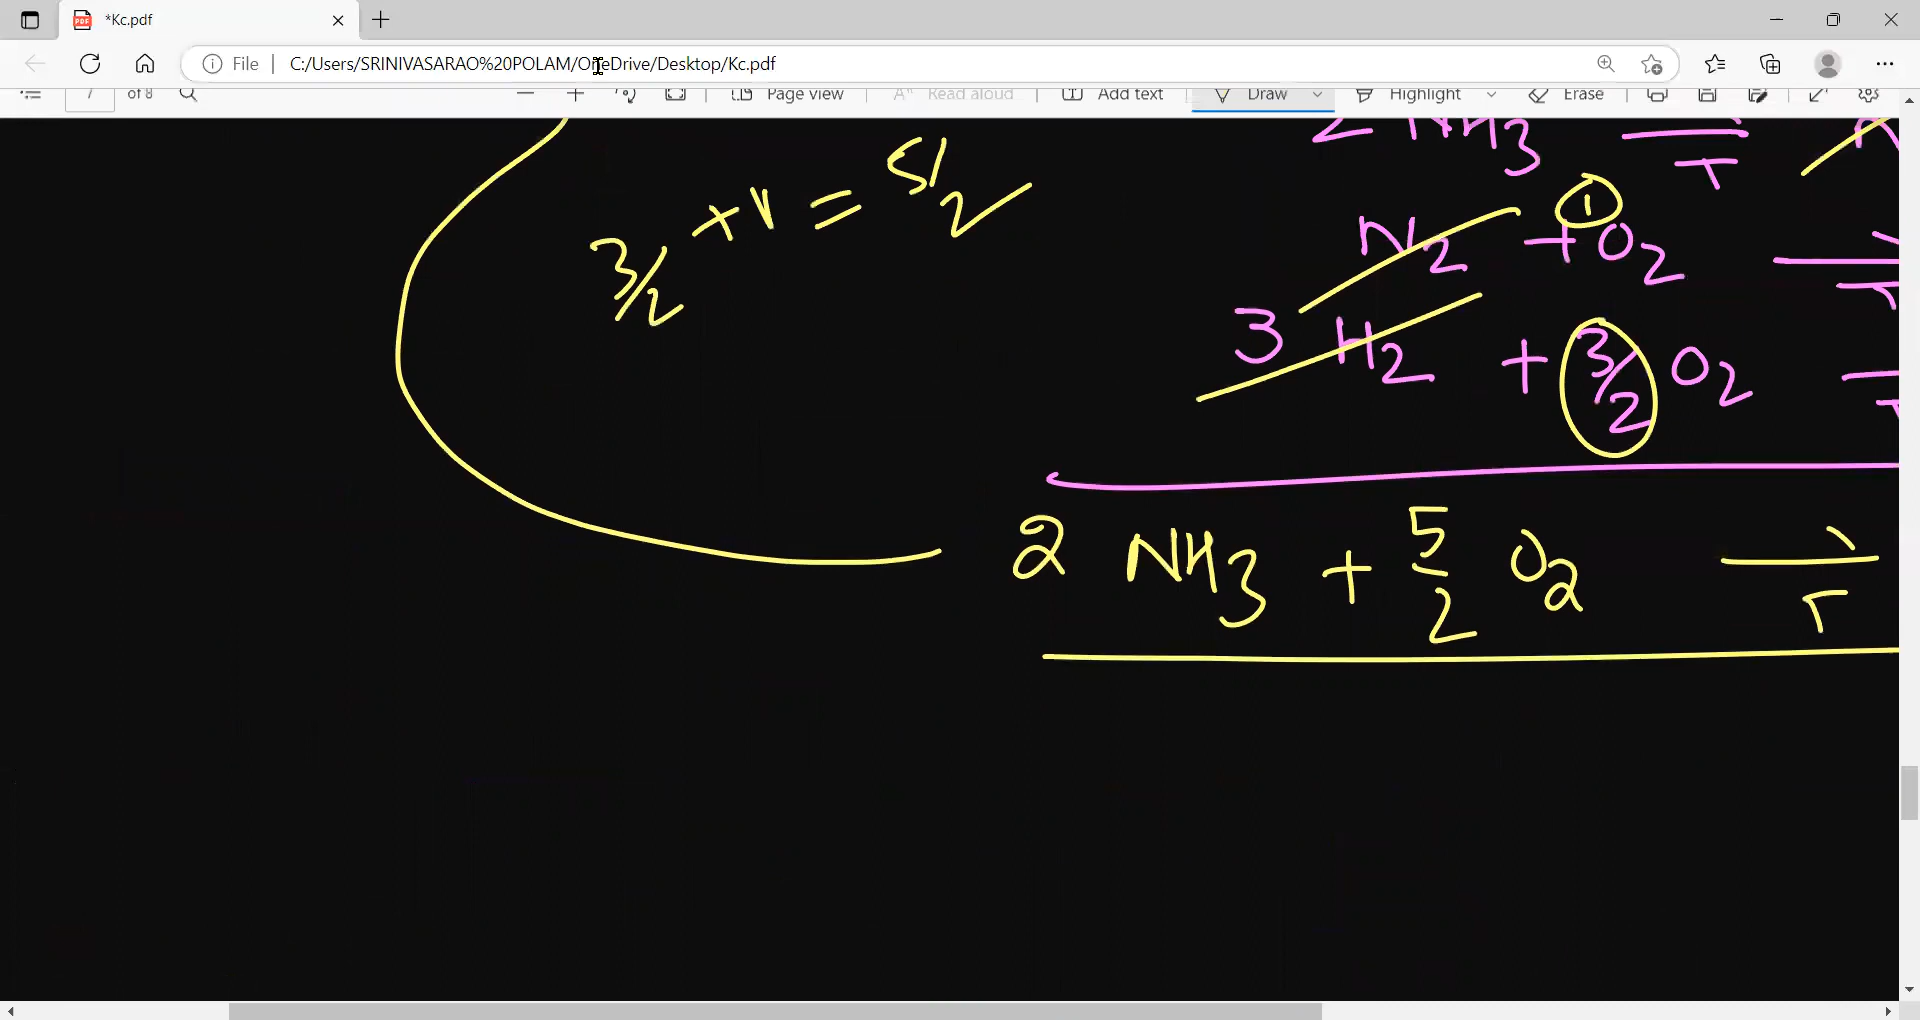 *Kc.pdf
File C:/Users/SRINIVASARAO%20POLAM/OneDrive/Desktop/Kc.pdf
7 of 8 Page view Read aloud Add text Draw Highlight Erase
2 NH3 ⇌
N2 + O2 ⇌
1
3 H2 + 3/2 O2 ⇌
3/2 + 1 = 5/2
2 NH3 + 5/2 O2 ⇌